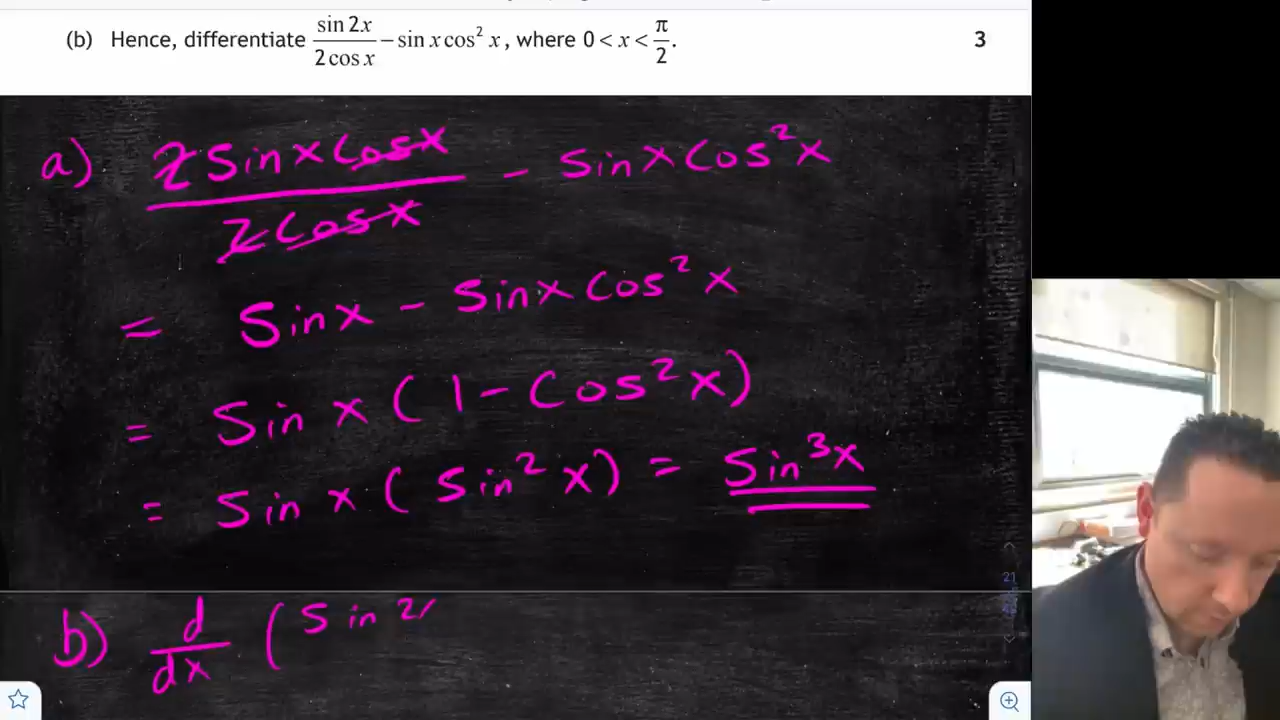 (b) Hence, differentiate sin 2x / 2 cos x − sin x cos² x, where 0 < x < π/2. 3
a) 2 Sin x Cos x / 2 Cos x − Sin x Cos² x
= Sin x − Sin x Cos² x
= Sin x ( 1 − Cos² x )
= Sin x ( Sin² x ) = Sin³ x
21
b) d/dx ( Sin 2